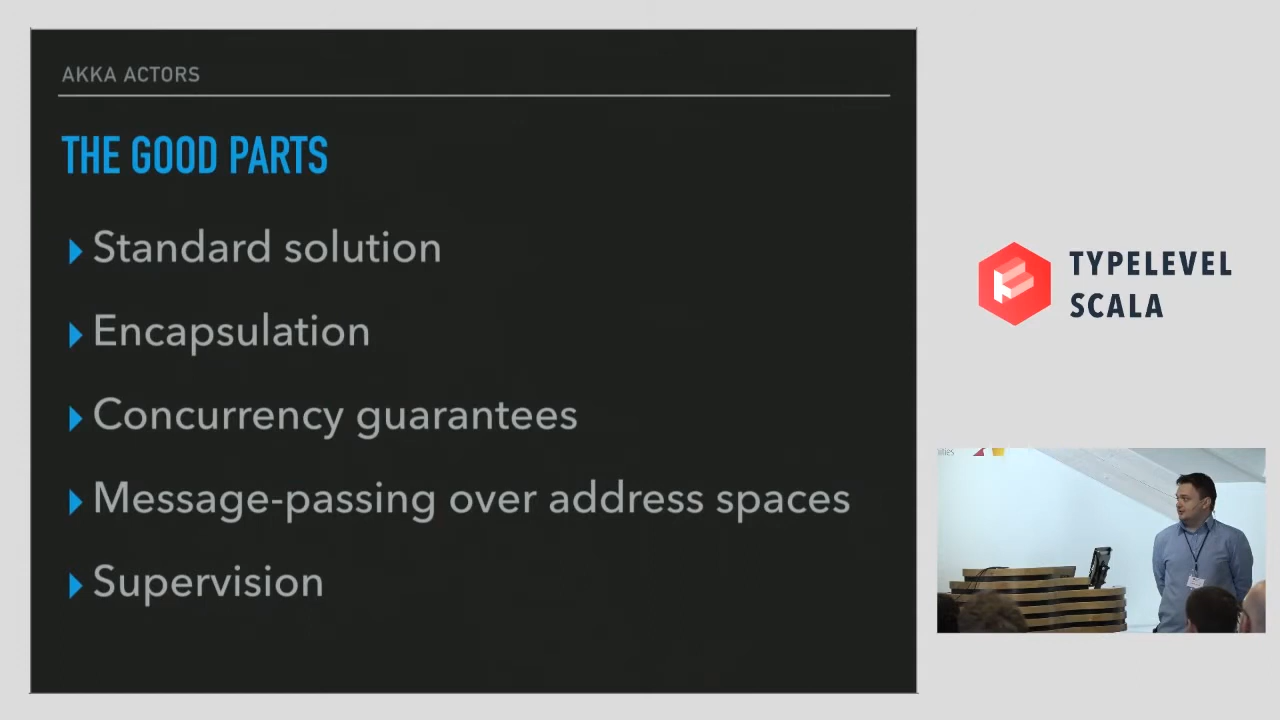 AKKA ACTORS
THE GOOD PARTS
Standard solution
Encapsulation
Concurrency guarantees
Message-passing over address spaces
Supervision
TYPELEVEL
SCALA